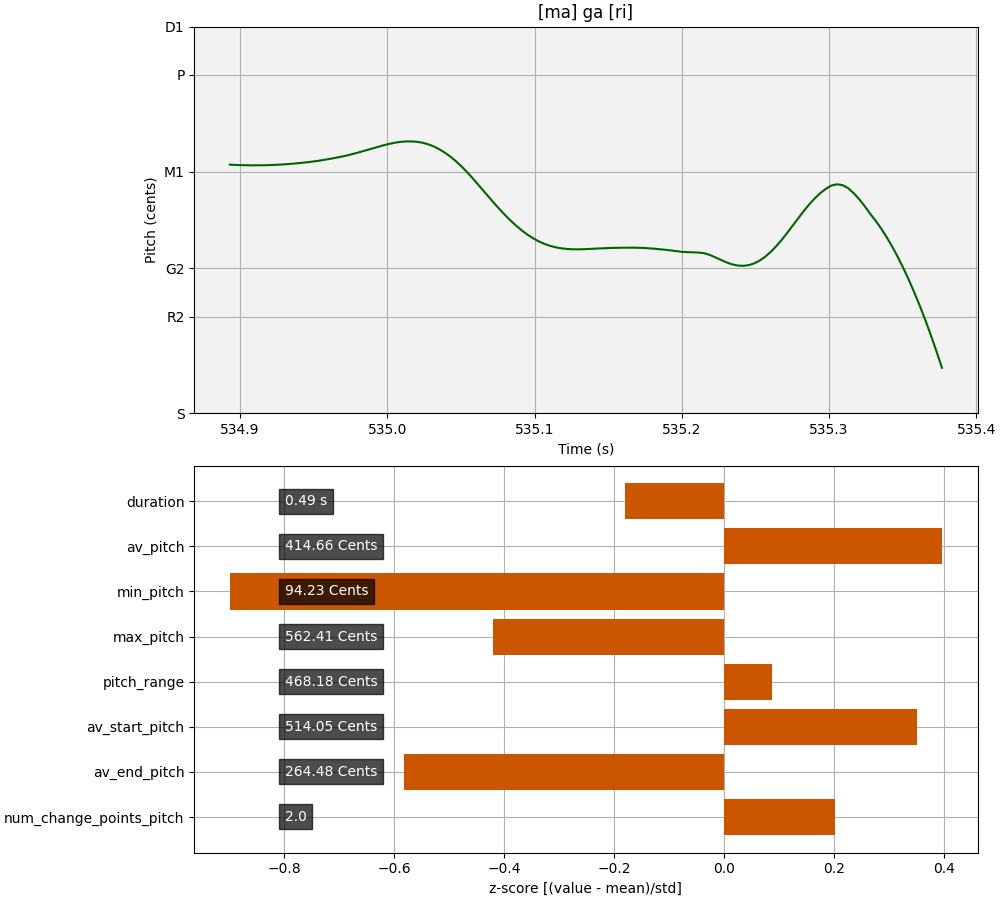 [ma] ga [ri]
D1
P
M1
G2
R2
S
Pitch (cents)
534.9 535.0 535.1 535.2 535.3 535.4
Time (s)
duration 0.49 s
av_pitch 414.66 Cents
min_pitch 94.23 Cents
max_pitch 562.41 Cents
pitch_range 468.18 Cents
av_start_pitch 514.05 Cents
av_end_pitch 264.48 Cents
num_change_points_pitch 2.0
−0.8 −0.6 −0.4 −0.2 0.0 0.2 0.4
z-score [(value - mean)/std]